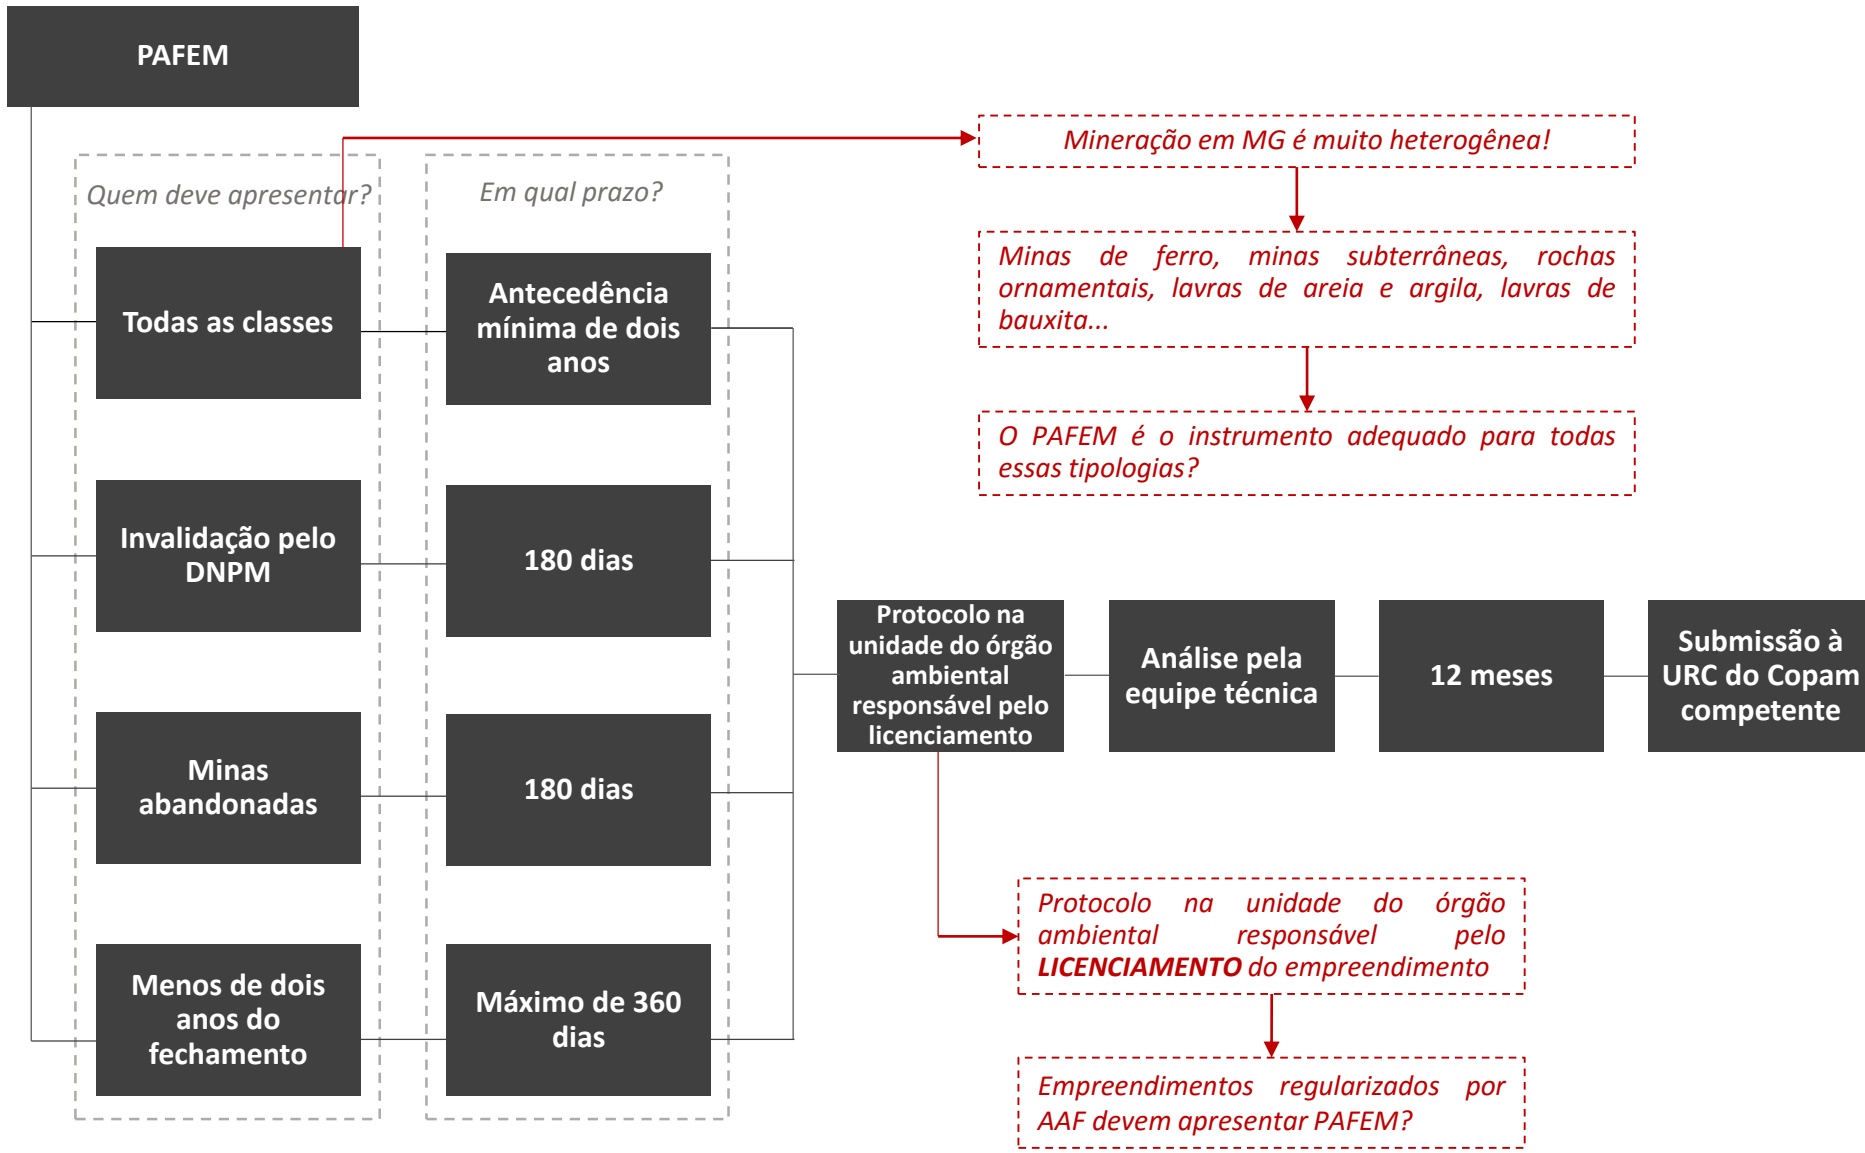 PAFEM
Quem deve apresentar?
Em qual prazo?
Todas as classes
Antecedência
mínima de dois
anos
Invalidação pelo
DNPM
180 dias
Minas
abandonadas
180 dias
Menos de dois
anos do
fechamento
Máximo de 360
dias
Protocolo na
unidade do órgão
ambiental
responsável pelo
licenciamento
Análise pela
equipe técnica
12 meses
Submissão à
URC do Copam
competente
Mineração em MG é muito heterogênea!
Minas de ferro, minas subterrâneas, rochas
ornamentais, lavras de areia e argila, lavras de
bauxita...
O PAFEM é o instrumento adequado para todas
essas tipologias?
Protocolo na unidade do órgão
ambiental responsável pelo
LICENCIAMENTO do empreendimento
Empreendimentos regularizados por
AAF devem apresentar PAFEM?